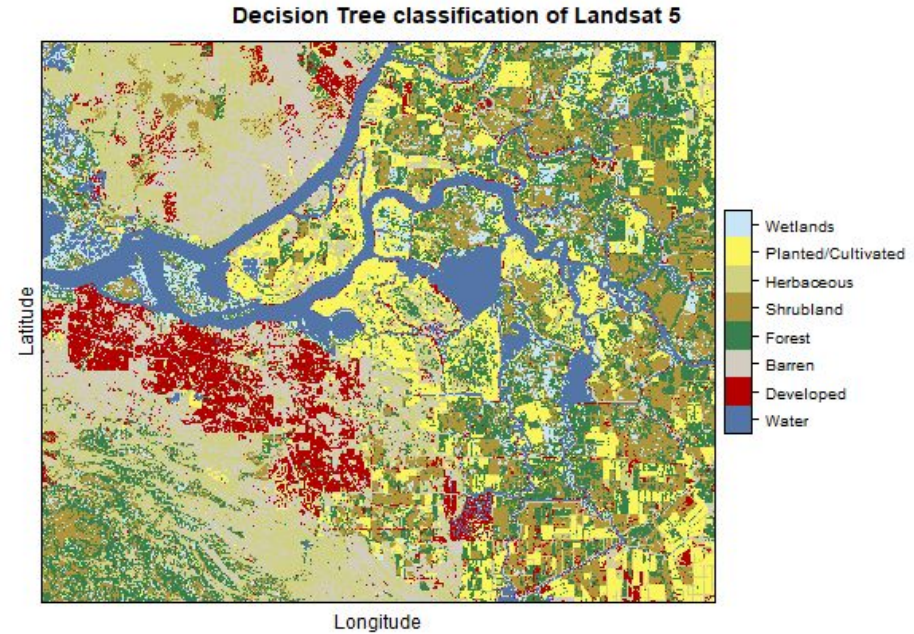 Decision Tree classification of Landsat 5
Latitude
Wetlands
Planted/Cultivated
Herbaceous
Shrubland
Forest
Barren
Developed
Water
Longitude